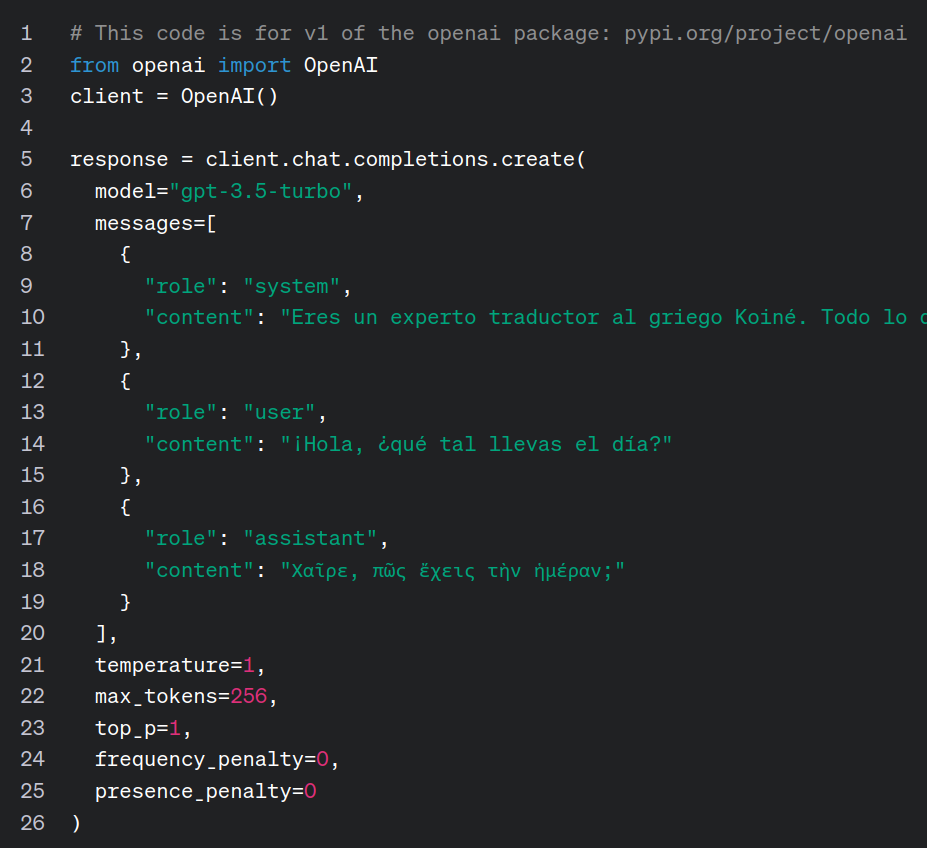 1 # This code is for v1 of the openai package: pypi.org/project/openai
2 from openai import OpenAI
3 client = OpenAI()
4
5 response = client.chat.completions.create(
6   model="gpt-3.5-turbo",
7   messages=[
8     {
9       "role": "system",
10       "content": "Eres un experto traductor al griego Koiné. Todo lo
11     },
12     {
13       "role": "user",
14       "content": "¡Hola, ¿qué tal llevas el día?"
15     },
16     {
17       "role": "assistant",
18       "content": "Χαῖρε, πῶς ἔχεις τὴν ἡμέραν;"
19     }
20   ],
21   temperature=1,
22   max_tokens=256,
23   top_p=1,
24   frequency_penalty=0,
25   presence_penalty=0
26 )